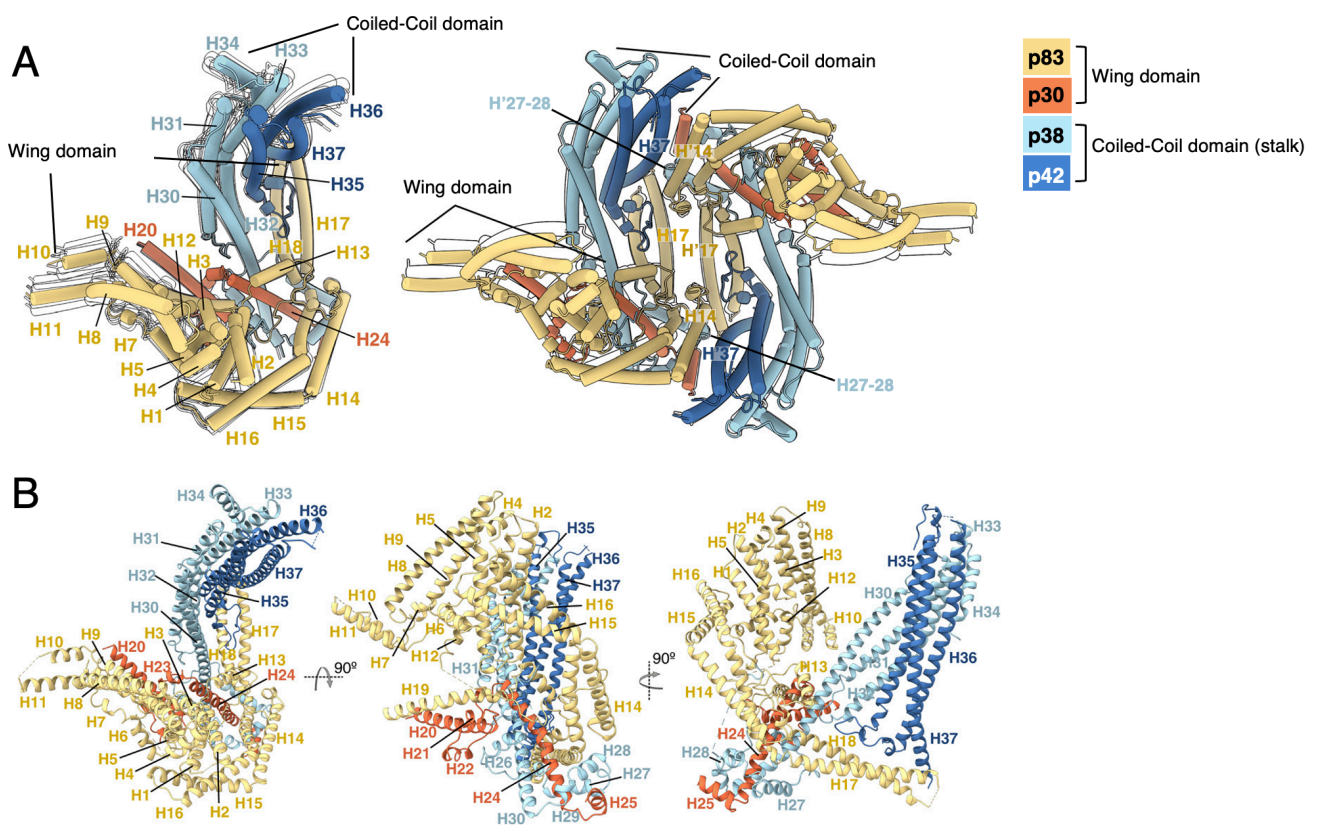 A
Coiled-Coil domain
H34
H33
H36
H31
H37
Wing domain
H35
H30
H32
H17
H9
H20
H12
H18
H13
H10
H3
H11
H8
H7
H24
H5
H2
H4
H1
H14
H15
H16
Coiled-Coil domain
H'27-28
H37
H'14
Wing domain
H17
H'17
H14
H'37
H27-28
p83
Wing domain
p30
p38
Coiled-Coil domain (stalk)
p42
B
H34
H33
H36
H31
H37
H32
H35
H30
H3
H17
H10
H9
H20
H18
H23
H13
H24
H11
H8
H7
H6
H14
H5
H4
H1
H15
H16
H2
90º
H4
H5
H2
H35
H9
H36
H8
H37
H10
H16
H11
H6
H15
H7
H12
H31
H19
H14
H20
H21
H22
H26
H28
H27
H24
H25
H30
H29
90º
H9
H4
H2
H8
H33
H5
H3
H35
H16
H1
H12
H30
H15
H10
H34
H31
H36
H13
H14
H32
H24
H18
H37
H28
H17
H25
H27